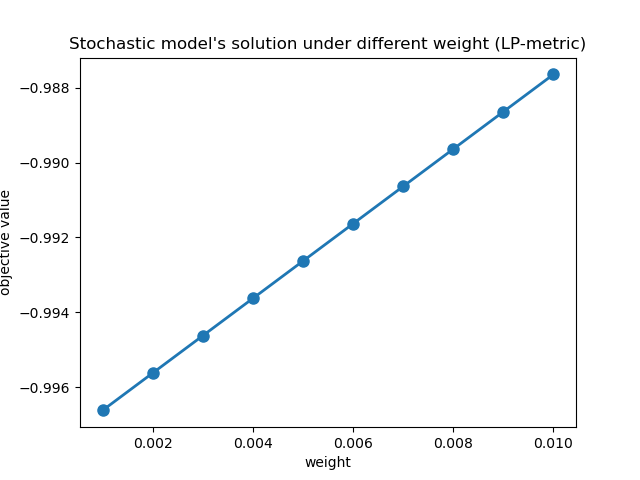 Stochastic model's solution under different weight (LP-metric)
−0.988
−0.990
−0.992
−0.994
−0.996
objective value
0.002 0.004 0.006 0.008 0.010
weight